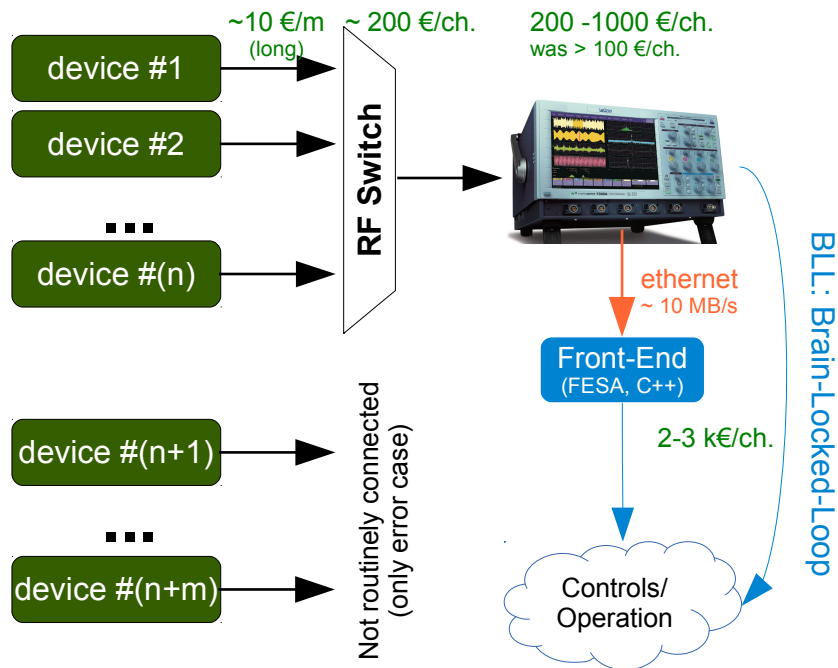 ~10 €/m
(long)
~ 200 €/ch.
200 -1000 €/ch.
was > 100 €/ch.
device #1
device #2
...
device #(n)
RF Switch
ethernet
~ 10 MB/s
Front-End
(FESA, C++)
2-3 k€/ch.
BLL: Brain-Locked-Loop
device #(n+1)
...
device #(n+m)
Not routinely connected
(only error case)
Controls/
Operation